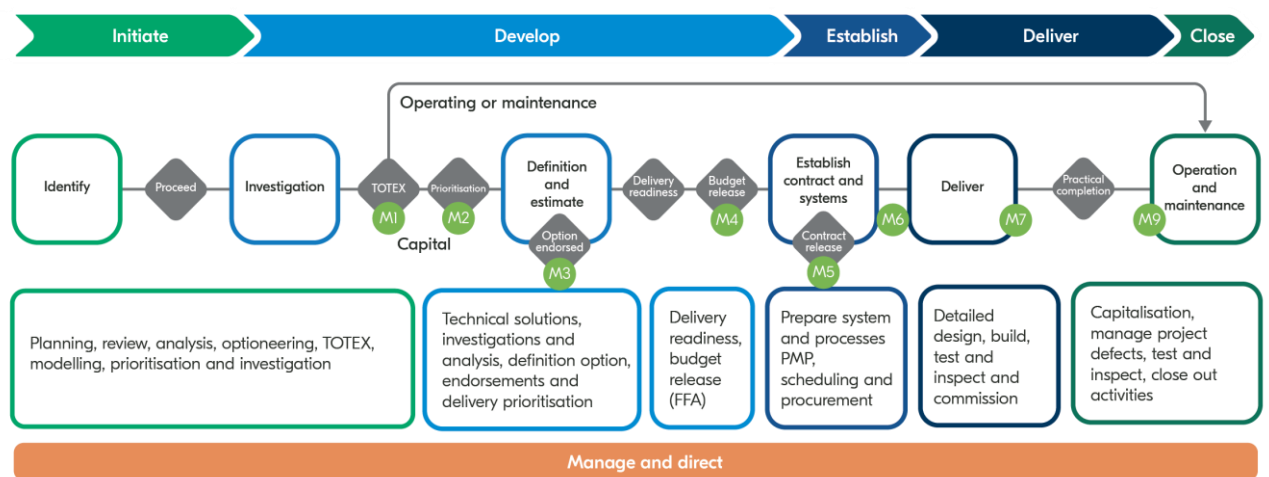 Initiate
Develop
Establish
Deliver
Close
Operating or maintenance
Identify
Proceed
Investigation
TOTEX
M1
Prioritisation
M2
Capital
Definition
and
estimate
Option
endorsed
M3
Delivery
readiness
Budget
release
M4
Establish
contract and
systems
Contract
release
M5
M6
Deliver
M7
Practical
completion
M9
Operation
and
maintenance
Planning, review, analysis, optioneering, TOTEX,
modelling, prioritisation and investigation
Technical solutions,
investigations and
analysis, definition option,
endorsements and
delivery prioritisation
Delivery
readiness,
budget
release
(FFA)
Prepare system
and processes
PMP,
scheduling and
procurement
Detailed
design, build,
test and
inspect and
commission
Capitalisation,
manage project
defects, test and
inspect, close out
activities
Manage and direct